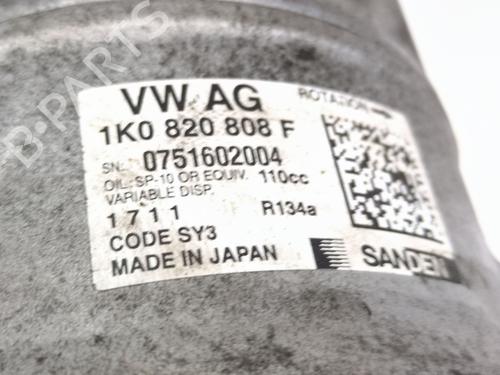 B-PARTS
VW AG
ROTATION
1K0 820 808 F
SN: 0751602004
OIL: SP-10 OR EQUIV. 110cc
VARIABLE DISP.
1711 R134a
CODE SY3
MADE IN JAPAN
SANDEN